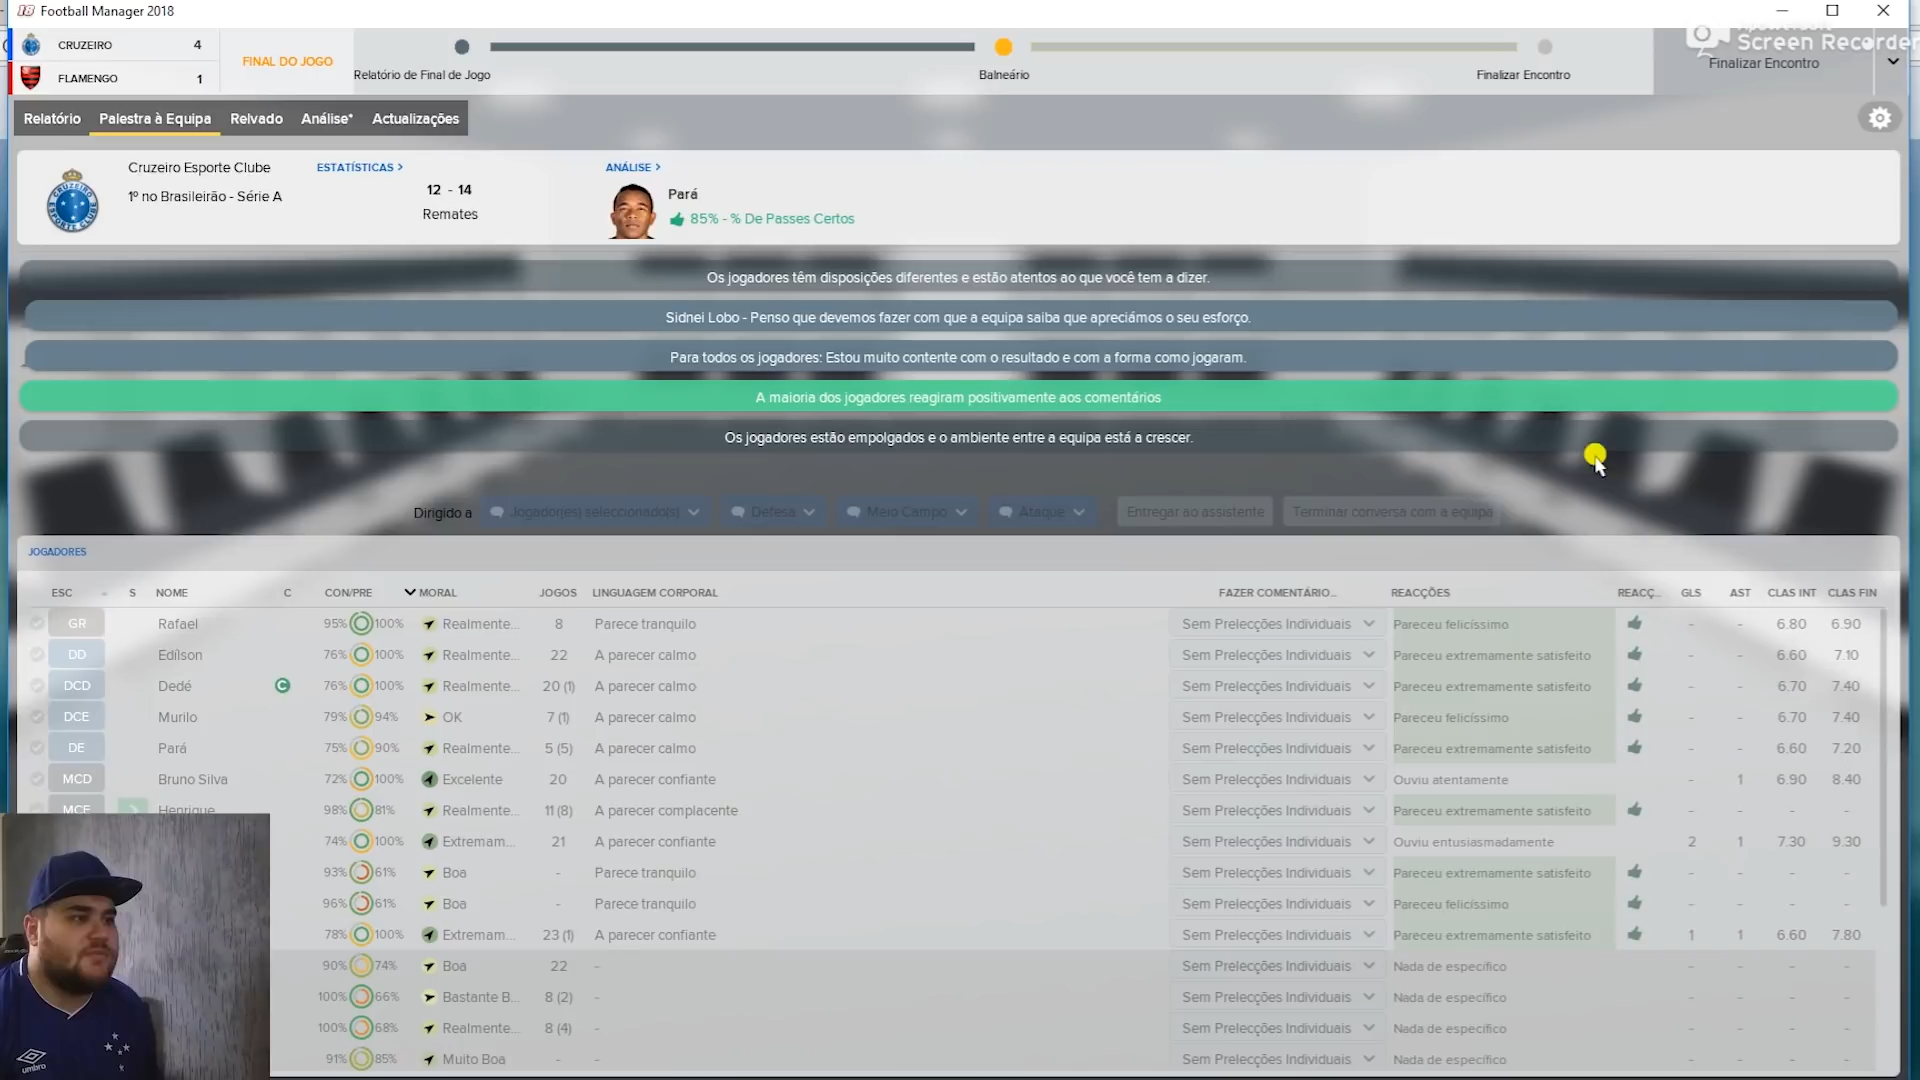 18 Football Manager 2018
CRUZEIRO 4
FLAMENGO 1
FINAL DO JOGO
Relatório de Final de Jogo
Balneário
Finalizar Encontro
Screen Recorder
Finalizar Encontro
Relatório Palestra à Equipa Relvado Análise* Actualizações
Cruzeiro Esporte Clube
1º no Brasileirão - Série A
ESTATÍSTICAS >
12 - 14
Remates
ANÁLISE >
Pará
85% - % De Passes Certos
Os jogadores têm disposições diferentes e estão atentos ao que você tem a dizer.
Sidnei Lobo - Penso que devemos fazer com que a equipa saiba que apreciámos o seu esforço.
Para todos os jogadores: Estou muito contente com o resultado e com a forma como jogaram.
A maioria dos jogadores reagiram positivamente aos comentários
Os jogadores estão empolgados e o ambiente entre a equipa está a crescer.
Dirigido a Jogador(es) seleccionado(s) Defesa Meio Campo Ataque Entregar ao assistente Terminar conversa com a equipa
JOGADORES
ESC S NOME C CON/PRE MORAL JOGOS LINGUAGEM CORPORAL FAZER COMENTÁRIO... REACÇÕES REACÇ... GLS AST CLAS INT CLAS FIN
GR Rafael 95% 100% Realmente... 8 Parece tranquilo Sem Prelecções Individuais Pareceu felicíssimo - - 6.80 6.90
DD Edílson 76% 100% Realmente... 22 A parecer calmo Sem Prelecções Individuais Pareceu extremamente satisfeito - - 6.60 7.10
DCD Dedé C 76% 100% Realmente... 20 (1) A parecer calmo Sem Prelecções Individuais Pareceu extremamente satisfeito - - 6.70 7.40
DCE Murilo 79% 94% OK 7 (1) A parecer calmo Sem Prelecções Individuais Pareceu felicíssimo - - 6.70 7.40
DE Pará 75% 90% Realmente... 5 (5) A parecer calmo Sem Prelecções Individuais Pareceu extremamente satisfeito - - 6.60 7.20
MCD Bruno Silva 72% 100% Excelente 20 A parecer confiante Sem Prelecções Individuais Ouviu atentamente - 1 6.90 8.40
MCE Henrique 98% 81% Realmente... 11 (8) A parecer complacente Sem Prelecções Individuais Pareceu extremamente satisfeito - - - -
74% 100% Extremam... 21 A parecer confiante Sem Prelecções Individuais Ouviu entusiasmadamente 2 1 7.30 9.30
93% 61% Boa - Parece tranquilo Sem Prelecções Individuais Pareceu extremamente satisfeito - - - -
96% 61% Boa - Parece tranquilo Sem Prelecções Individuais Pareceu felicíssimo - - - -
78% 100% Extremam... 23 (1) A parecer confiante Sem Prelecções Individuais Pareceu extremamente satisfeito 1 1 6.60 7.80
90% 74% Boa 22 - Sem Prelecções Individuais Nada de específico - - - -
100% 66% Bastante B... 8 (2) - Sem Prelecções Individuais Nada de específico - - - -
100% 68% Realmente... 8 (4) - Sem Prelecções Individuais Nada de específico - - - -
91% 85% Muito Boa - - Sem Prelecções Individuais Nada de específico - - - -
umbro